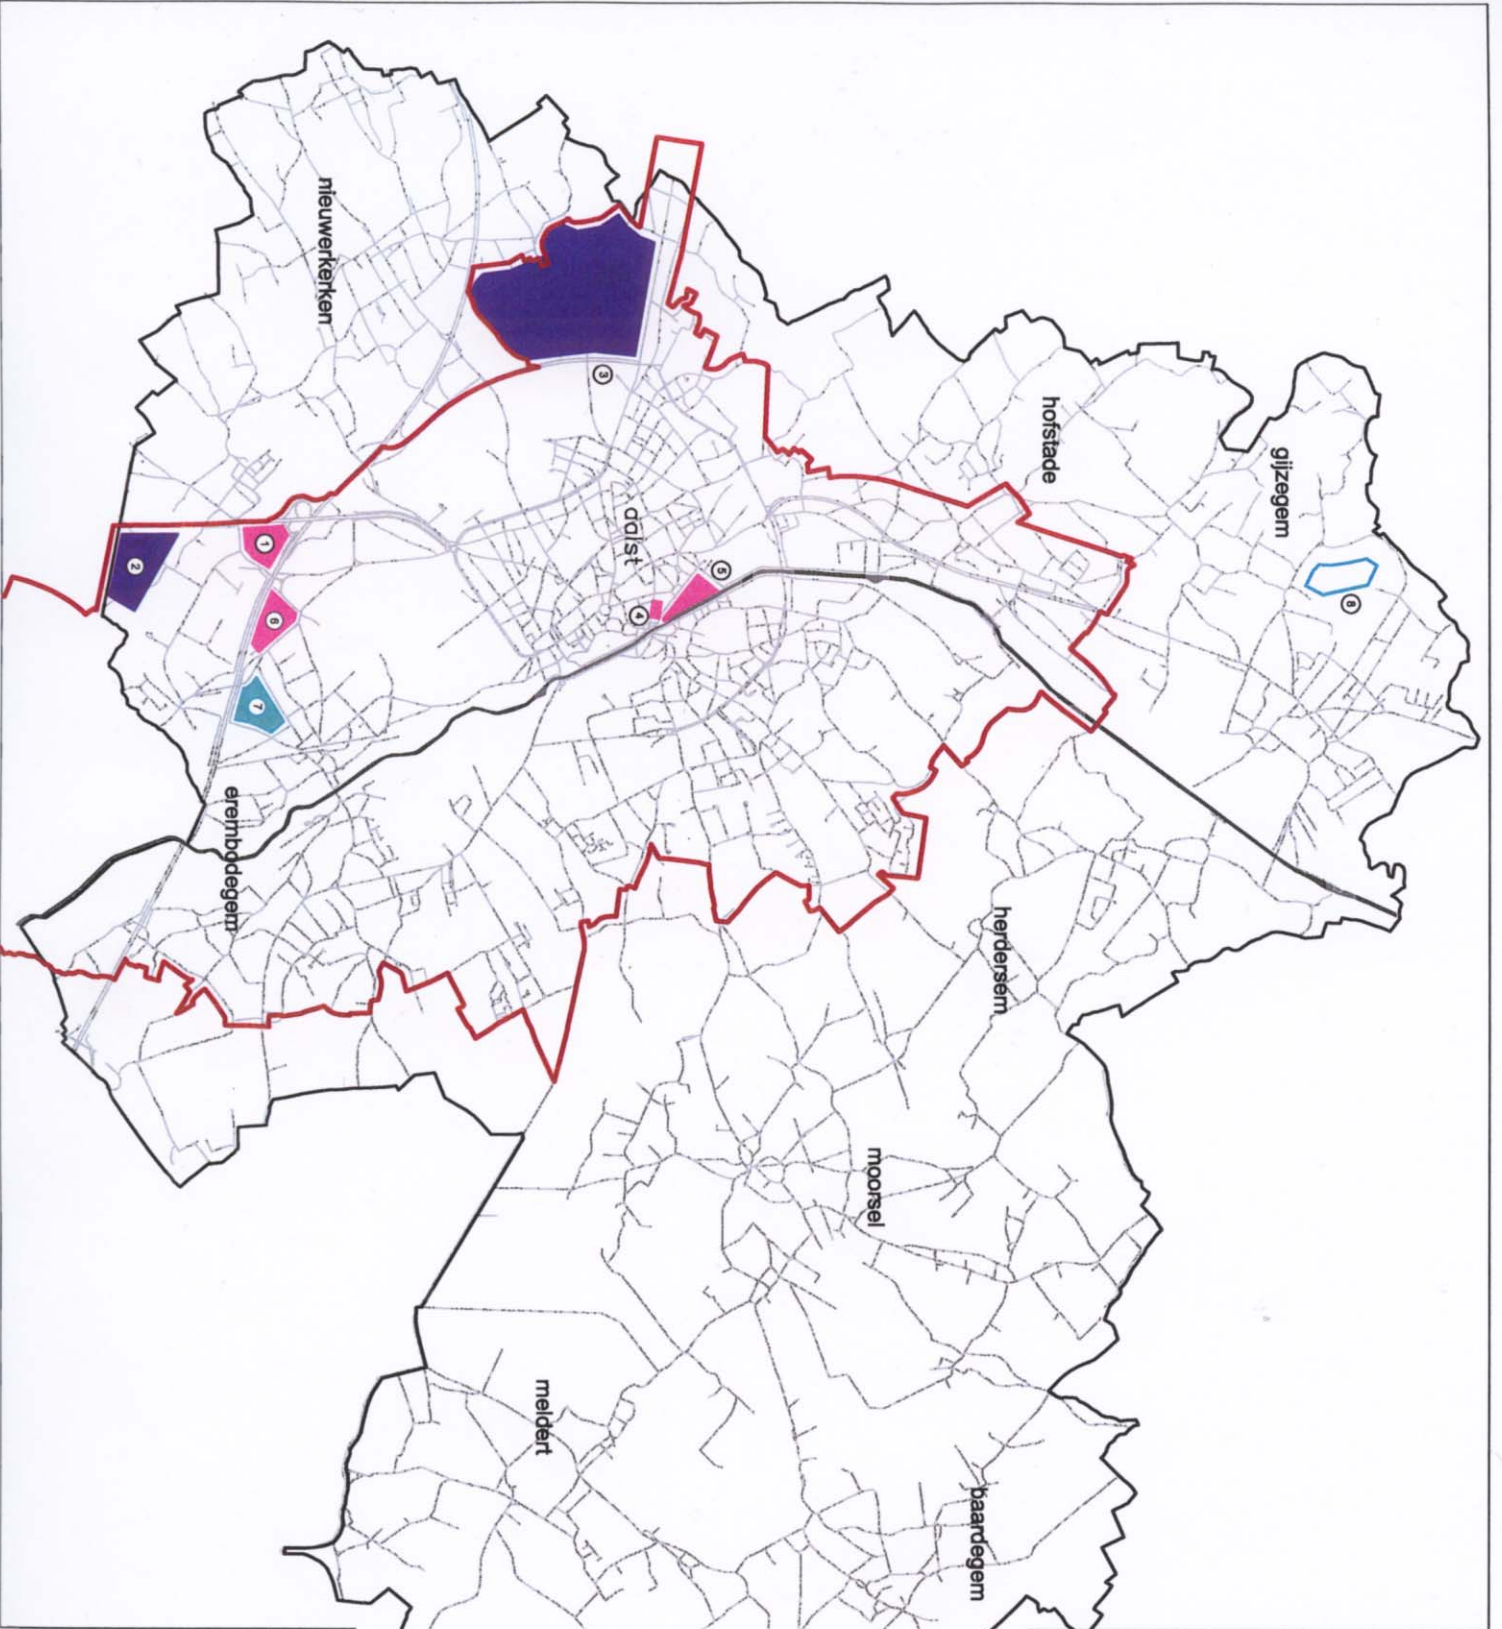 8
gijzegem
hofstade
herdersem
baardegem
moorsel
5
4
aalst
3
meldert
nieuwerkerken
6
1
7
erembodegem
2